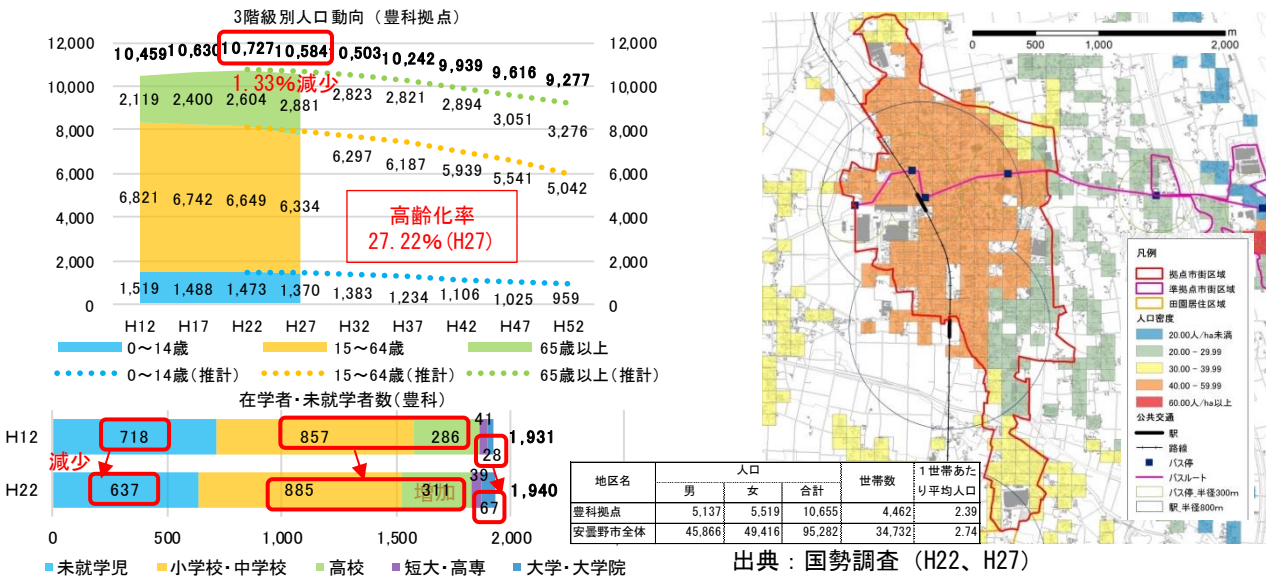 3階級別人口動向（豊科拠点）
12,000
10,000
8,000
6,000
4,000
2,000
0
12,000
10,000
8,000
6,000
4,000
2,000
0
10,459 10,630 10,727 10,584 10,503 10,242 9,939 9,616 9,277
1.33%減少
2,119 2,400 2,604 2,881 2,823 2,821 2,894 3,051 3,276
6,821 6,742 6,649 6,334 6,297 6,187 5,939 5,541 5,042
高齢化率
27.22%(H27)
1,519 1,488 1,473 1,370 1,383 1,234 1,106 1,025 959
H12 H17 H22 H27 H32 H37 H42 H47 H52
0～14歳 15～64歳 65歳以上
0～14歳(推計) 15～64歳(推計) 65歳以上(推計)
在学者・未就学者数(豊科)
H12 718 857 286 41 28 1,931
減少
H22 637 885 311 増加 39 67 1,940
0 500 1,000 1,500 2,000
未就学児 小学校・中学校 高校 短大・高専 大学・大学院
m
0 500 1,000 2,000
凡例
拠点市街区域
準拠点市街区域
田園居住区域
人口密度
20.00人/ha未満
20.00 - 29.99
30.00 - 39.99
40.00 - 59.99
60.00人/ha以上
公共交通
駅
路線
バス停
バスルート
バス停_半径300m
駅_半径800m
地区名 人口 世帯数 1世帯あた
り平均人口
男 女 合計
豊科拠点 5,137 5,519 10,655 4,462 2.39
安曇野市全体 45,866 49,416 95,282 34,732 2.74
出典：国勢調査（H22、H27）